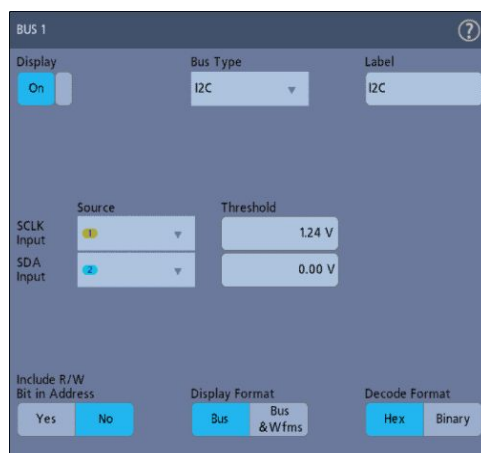 BUS 1
?
Display
Bus Type
Label
On
I2C
I2C
Source
Threshold
SCLK
Input
1
1.24 V
SDA
Input
2
0.00 V
Include R/W
Bit in Address
Display Format
Decode Format
Yes
No
Bus
Bus
&Wfms
Hex
Binary